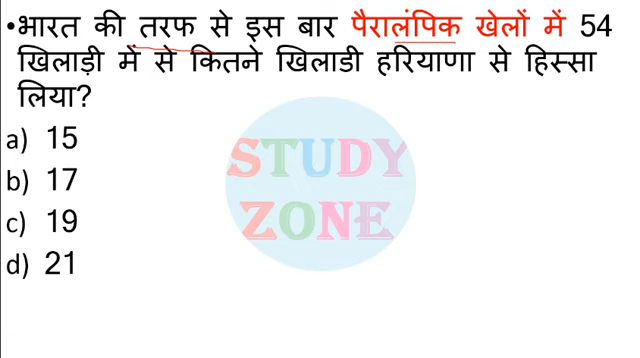 •भारत की तरफ से इस बार पैरालंपिक खेलों में 54
खिलाड़ी में से कितने खिलाडी हरियाणा से हिस्सा
लिया?
a) 15
b) 17
c) 19
d) 21
STUDY
ZONE